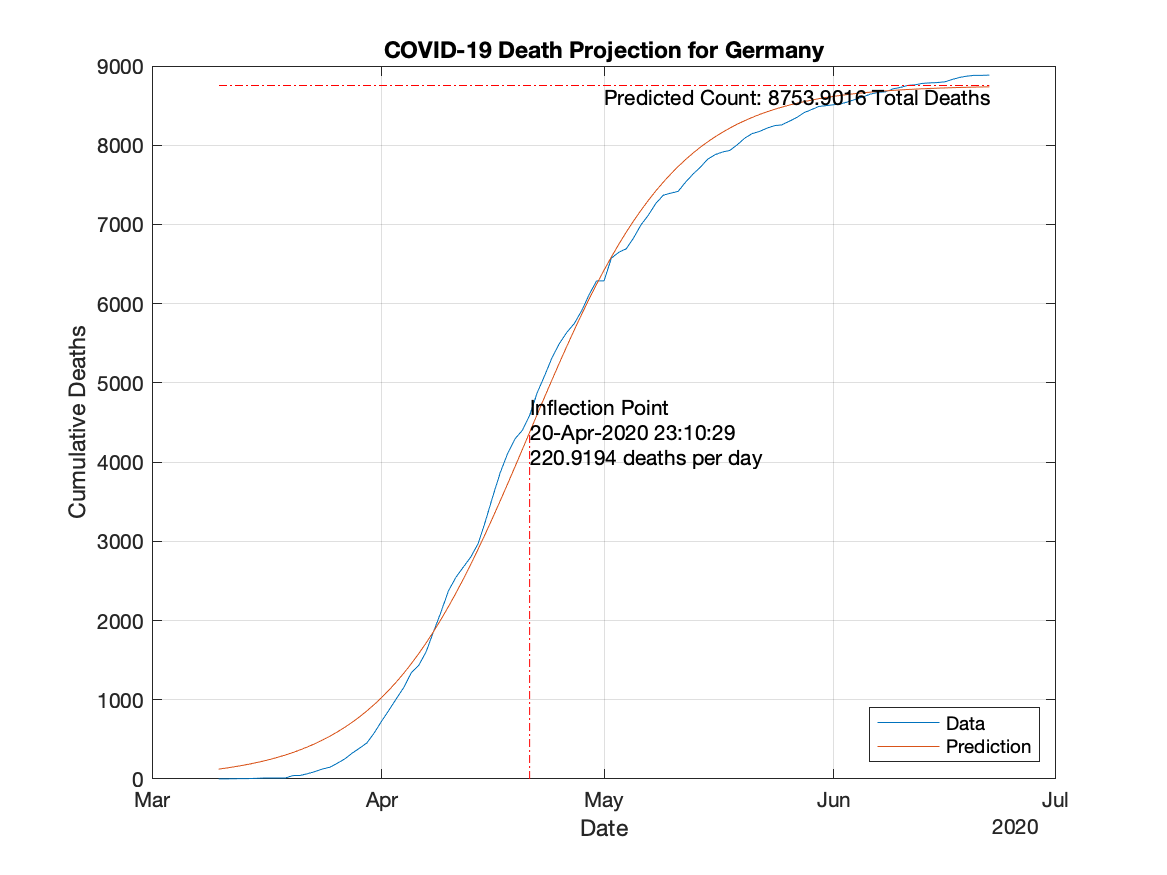 COVID-19 Death Projection for Germany
9000
Predicted Count: 8753.9016 Total Deaths
8000
7000
6000
5000
Inflection Point
20-Apr-2020 23:10:29
220.9194 deaths per day
4000
3000
2000
1000
0
Cumulative Deaths
Data
Prediction
Mar Apr May Jun Jul
Date
2020